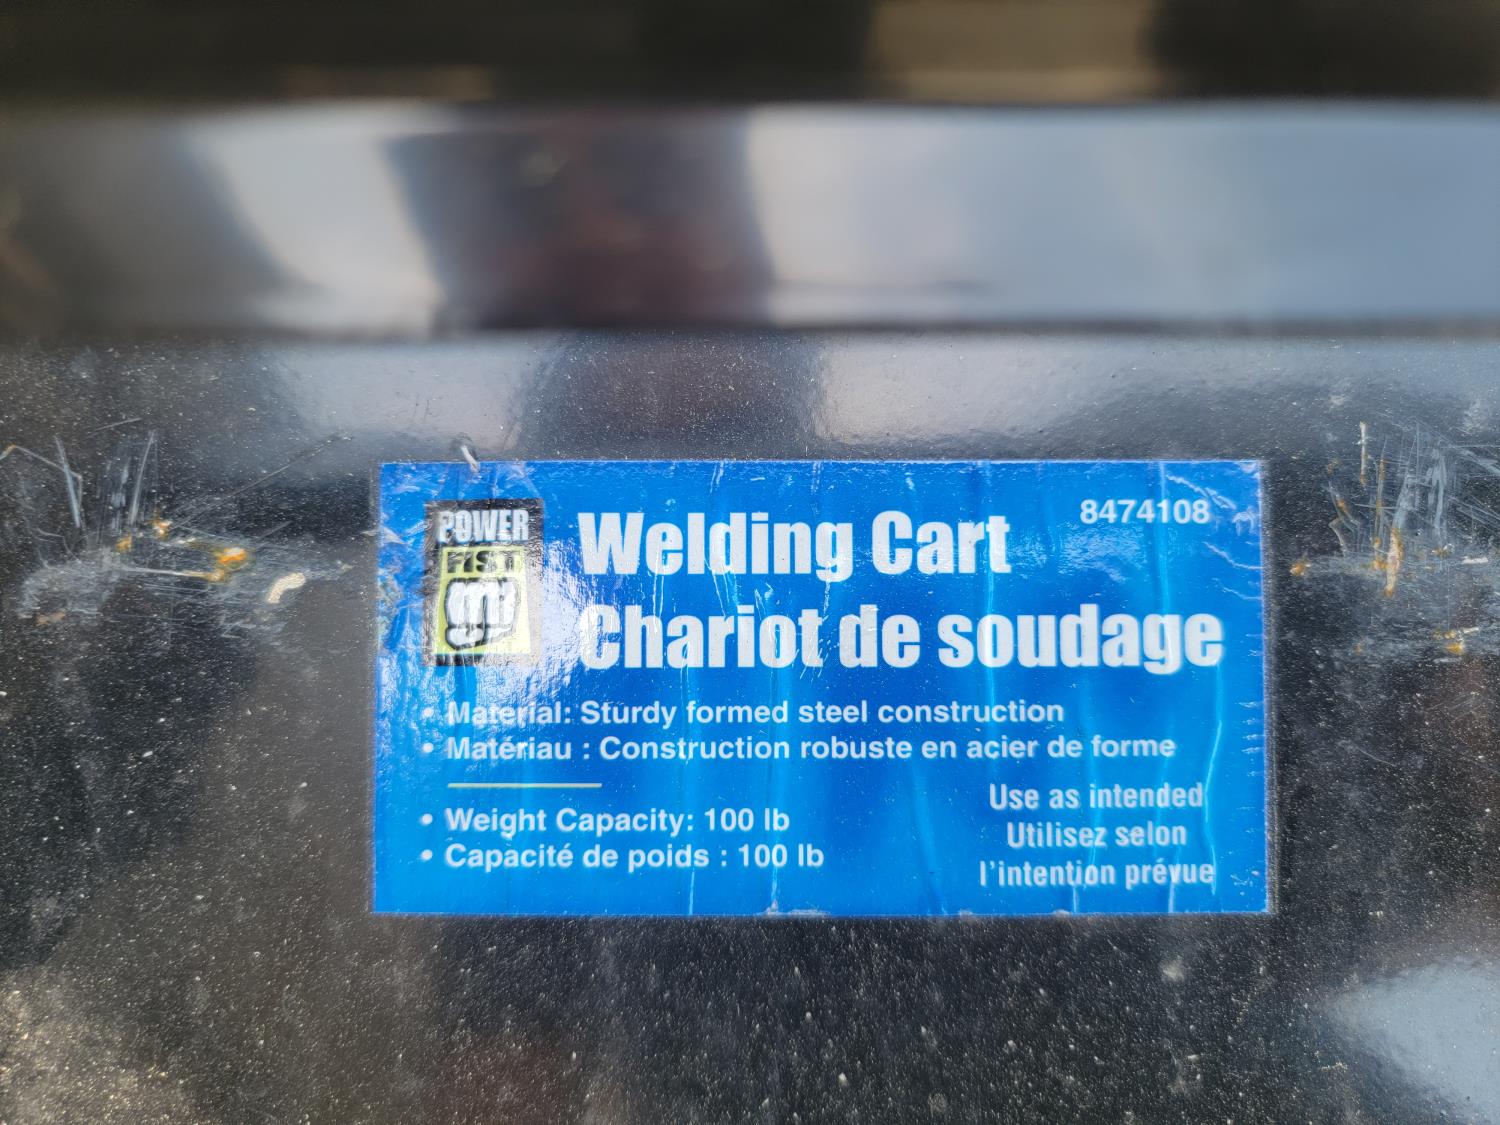 POWER
FIST
Welding Cart
8474108
Chariot de soudage
• Material: Sturdy formed steel construction
• Matériau : Construction robuste en acier de forme
• Weight Capacity: 100 lb
• Capacité de poids : 100 lb
Use as intended
Utilisez selon
l'intention prévue